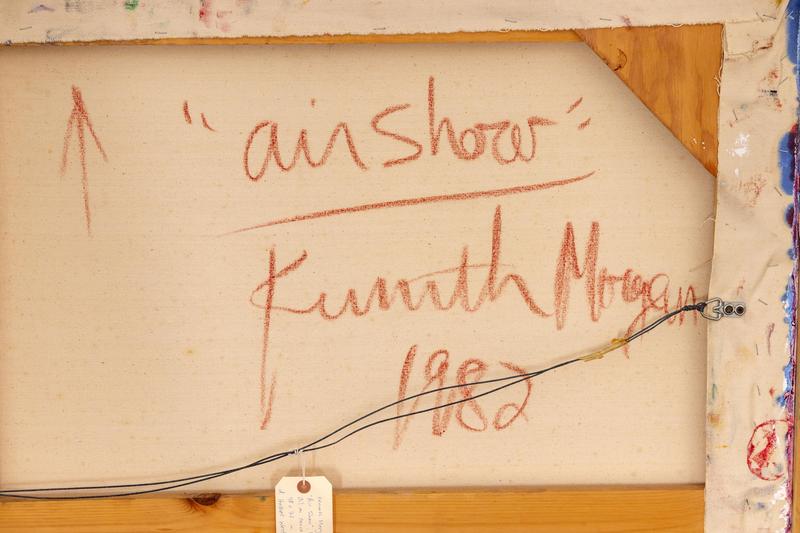 "airshow"
Kenneth Morgan
1982